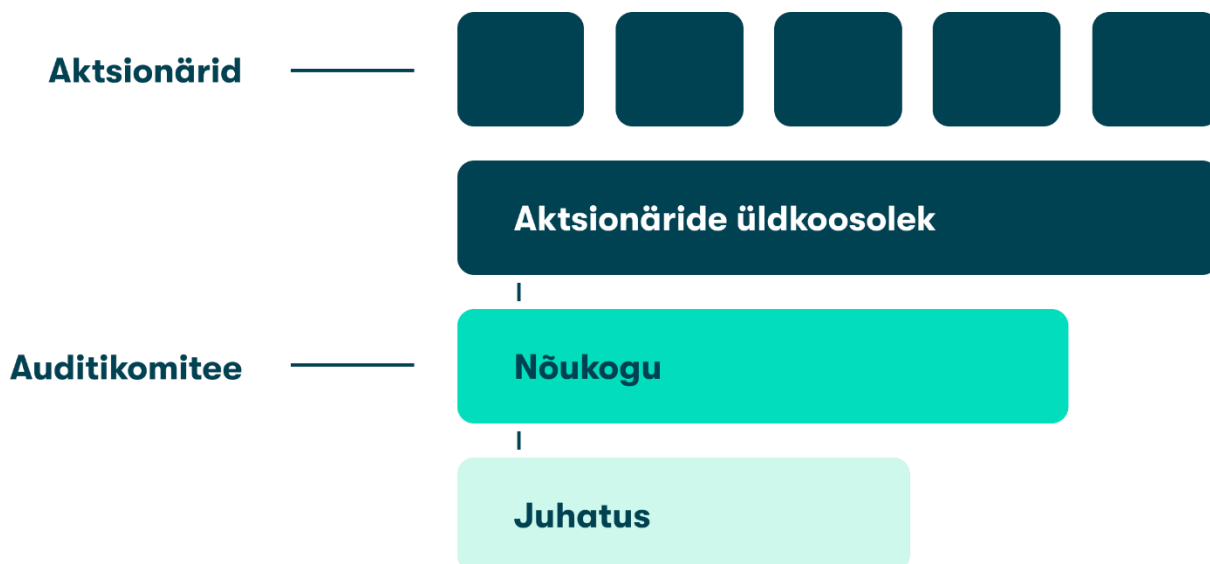 Aktsionärid
Aktsionäride üldkoosolek
Auditikomitee
Nõukogu
Juhatus